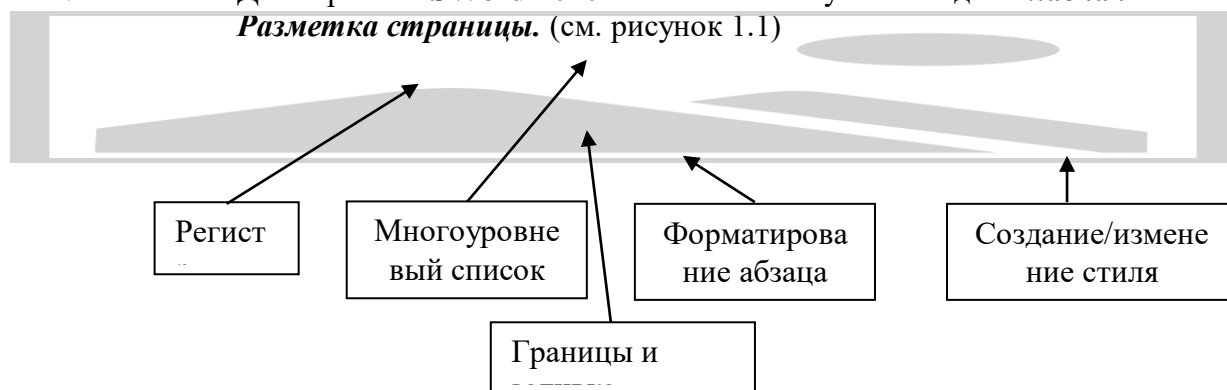 Разметка страницы. (см. рисунок 1.1)
Регист
Многоуровне
вый список
Форматирова
ние абзаца
Создание/измене
ние стиля
Границы и